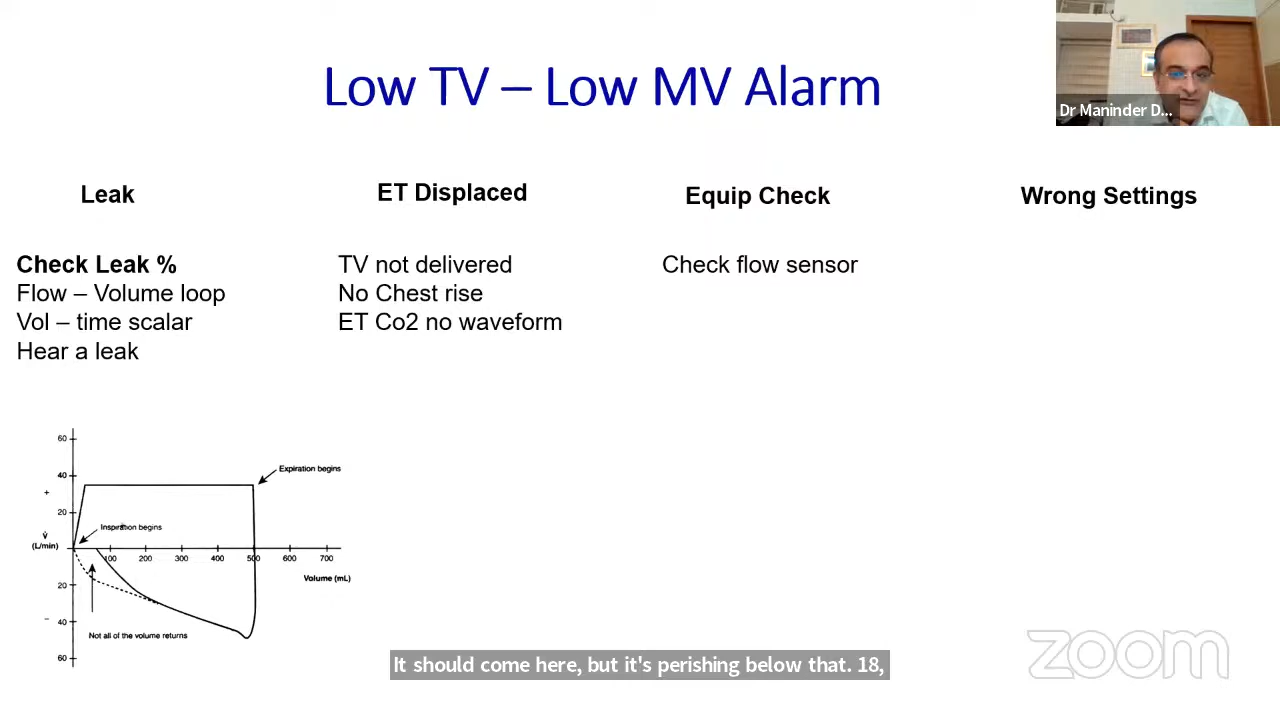 Low TV – Low MV Alarm
Dr Maninder D...
Leak
Check Leak %
Flow – Volume loop
Vol – time scalar
Hear a leak
ET Displaced
TV not delivered
No Chest rise
ET Co2 no waveform
Equip Check
Check flow sensor
Wrong Settings
60
40
+
20
V̇
(L/min)
20
–
40
60
Expiration begins
Inspiration begins
100 200 300 400 500 600 700
Volume (mL)
Not all of the volume returns
It should come here, but it's perishing below that. 18,
zoom